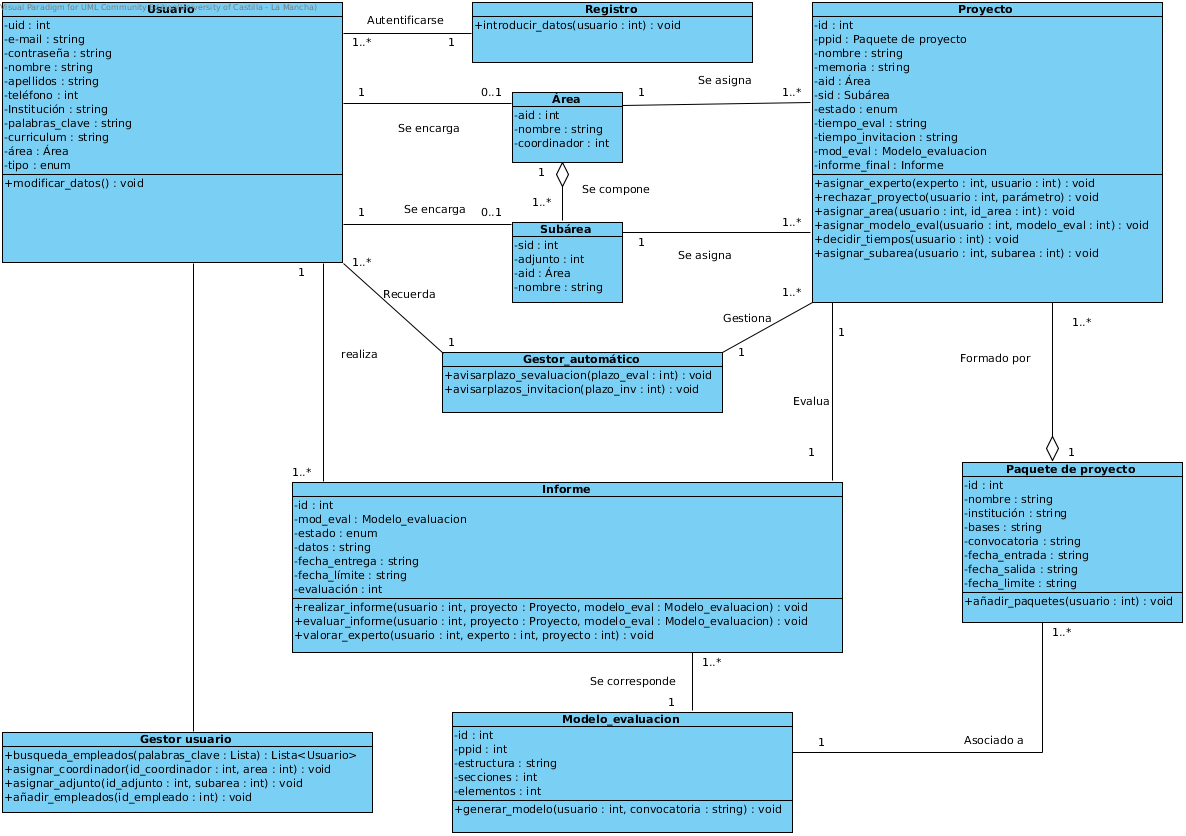 Visual Paradigm for UML Community
University of Castilla - La Mancha)
Usuario
-uid : int
-e-mail : string
-contraseña : string
-nombre : string
-apellidos : string
-teléfono : int
-Institución : string
-palabras_clave : string
-curriculum : string
-área : Área
-tipo : enum
+modificar_datos() : void
Autentificarse
1..*
1
Registro
+introducir_datos(usuario : int) : void
Proyecto
-id : int
-ppid : Paquete de proyecto
-nombre : string
-memoria : string
-aid : Área
-sid : Subárea
-estado : enum
-tiempo_eval : string
-tiempo_invitacion : string
-mod_eval : Modelo_evaluacion
-informe_final : Informe
+asignar_experto(experto : int, usuario : int) : void
+rechazar_proyecto(usuario : int, parámetro) : void
+asignar_area(usuario : int, id_area : int) : void
+asignar_modelo_eval(usuario : int, modelo_eval : int) : void
+decidir_tiempos(usuario : int) : void
+asignar_subarea(usuario : int, subarea : int) : void
1
0..1
Se encarga
Área
-aid : int
-nombre : string
-coordinador : int
Se asigna
1
1..*
1
Se compone
1..*
1
Se encarga
0..1
Subárea
-sid : int
-adjunto : int
-aid : Área
-nombre : string
1..*
1
Se asigna
1
1..*
Recuerda
1
1..*
Gestiona
1
Gestor_automático
+avisarplazo_sevaluacion(plazo_eval : int) : void
+avisarplazos_invitacion(plazo_inv : int) : void
realiza
1..*
1
Evalua
1
1..*
Formado por
1
Paquete de proyecto
-id : int
-nombre : string
-institución : string
-bases : string
-convocatoria : string
-fecha_entrada : string
-fecha_salida : string
-fecha_limite : string
+añadir_paquetes(usuario : int) : void
Informe
-id : int
-mod_eval : Modelo_evaluacion
-estado : enum
-datos : string
-fecha_entrega : string
-fecha_límite : string
-evaluación : int
+realizar_informe(usuario : int, proyecto : Proyecto, modelo_eval : Modelo_evaluacion) : void
+evaluar_informe(usuario : int, proyecto : Proyecto, modelo_eval : Modelo_evaluacion) : void
+valorar_experto(usuario : int, experto : int, proyecto : int) : void
1..*
Se corresponde
1
1..*
Asociado a
1
Modelo_evaluacion
-id : int
-ppid : int
-estructura : string
-secciones : int
-elementos : int
+generar_modelo(usuario : int, convocatoria : string) : void
Gestor usuario
+busqueda_empleados(palabras_clave : Lista) : Lista<Usuario>
+asignar_coordinador(id_coordinador : int, area : int) : void
+asignar_adjunto(id_adjunto : int, subarea : int) : void
+añadir_empleados(id_empleado : int) : void